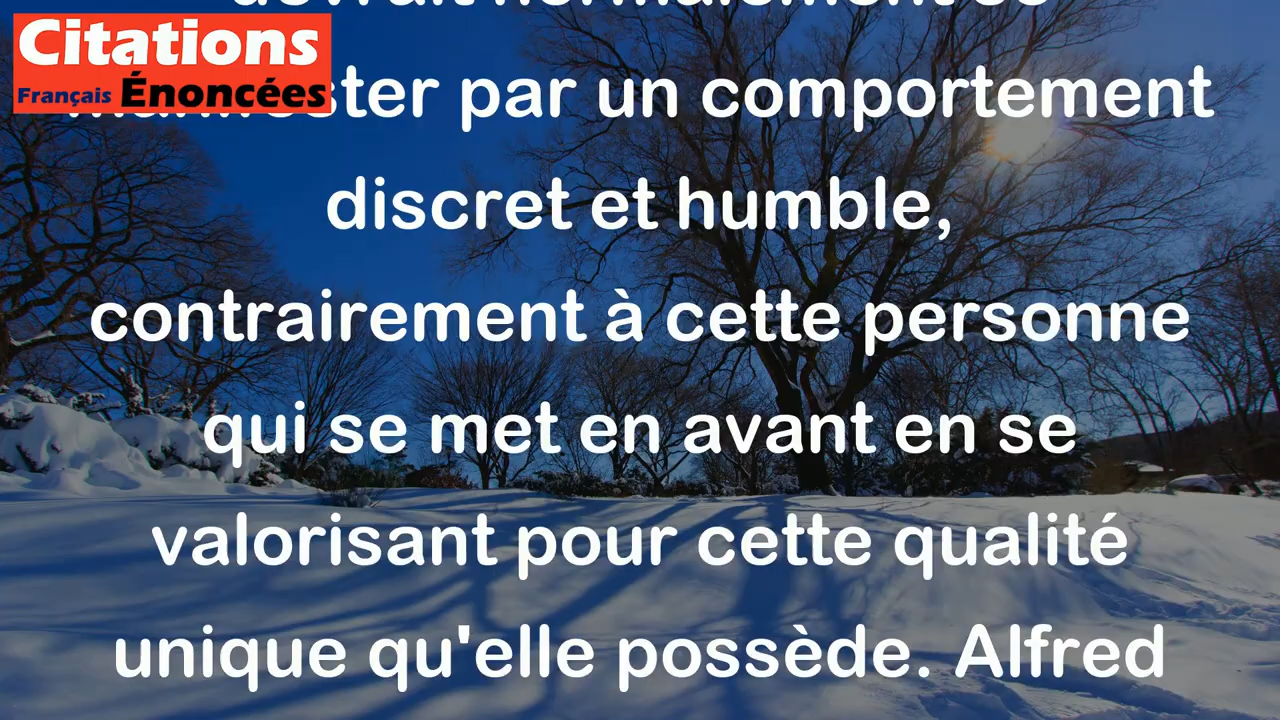 Citations
Français Énoncées
par un comportement
discret et humble,
contrairement à cette personne
qui se met en avant en se
valorisant pour cette qualité
unique qu'elle possède. Alfred